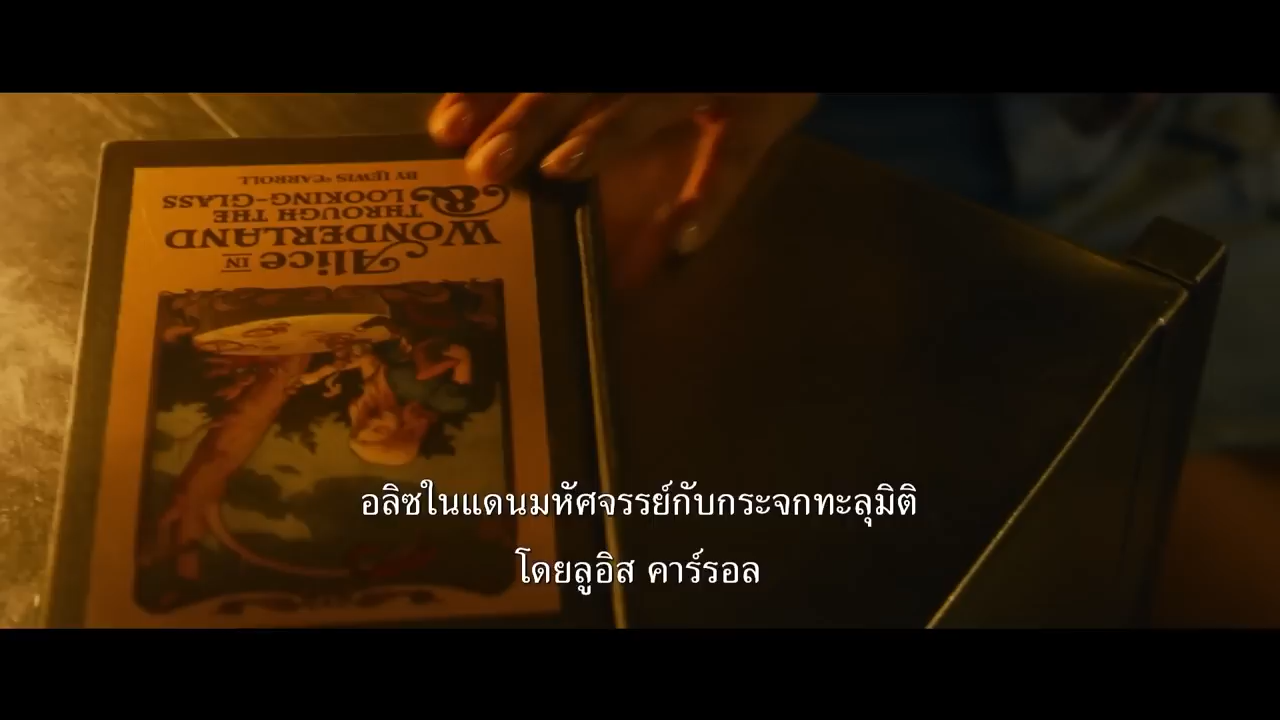 Alice IN
WONDERLAND
THROUGH THE
& LOOKING-GLASS
BY LEWIS CARROLL
อลิซในแดนมหัศจรรย์กับกระจกทะลุมิติ
โดยลูอิส คาร์รอล